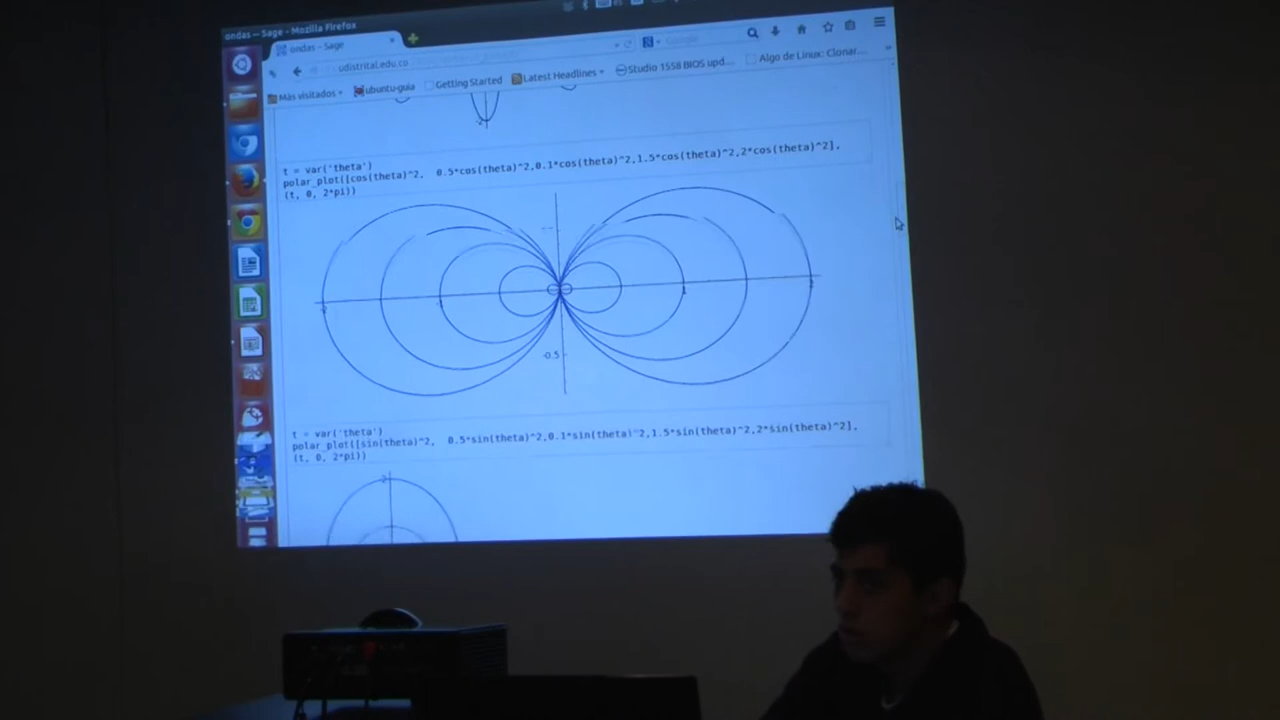 ondas — Sage - Mozilla Firefox
ondas - Sage
udistrital.edu.co
Google
Más visitados
ubuntu-guia
Getting Started
Latest Headlines
Studio 1558 BIOS upd...
Algo de Linux: Clonar...
t = var('theta')
polar_plot([cos(theta)^2, 0.5*cos(theta)^2,0.1*cos(theta)^2,1.5*cos(theta)^2,2*cos(theta)^2],
(t, 0, 2*pi))
-0.5
t = var('theta')
polar_plot([sin(theta)^2, 0.5*sin(theta)^2,0.1*sin(theta)^2,1.5*sin(theta)^2,2*sin(theta)^2],
(t, 0, 2*pi))